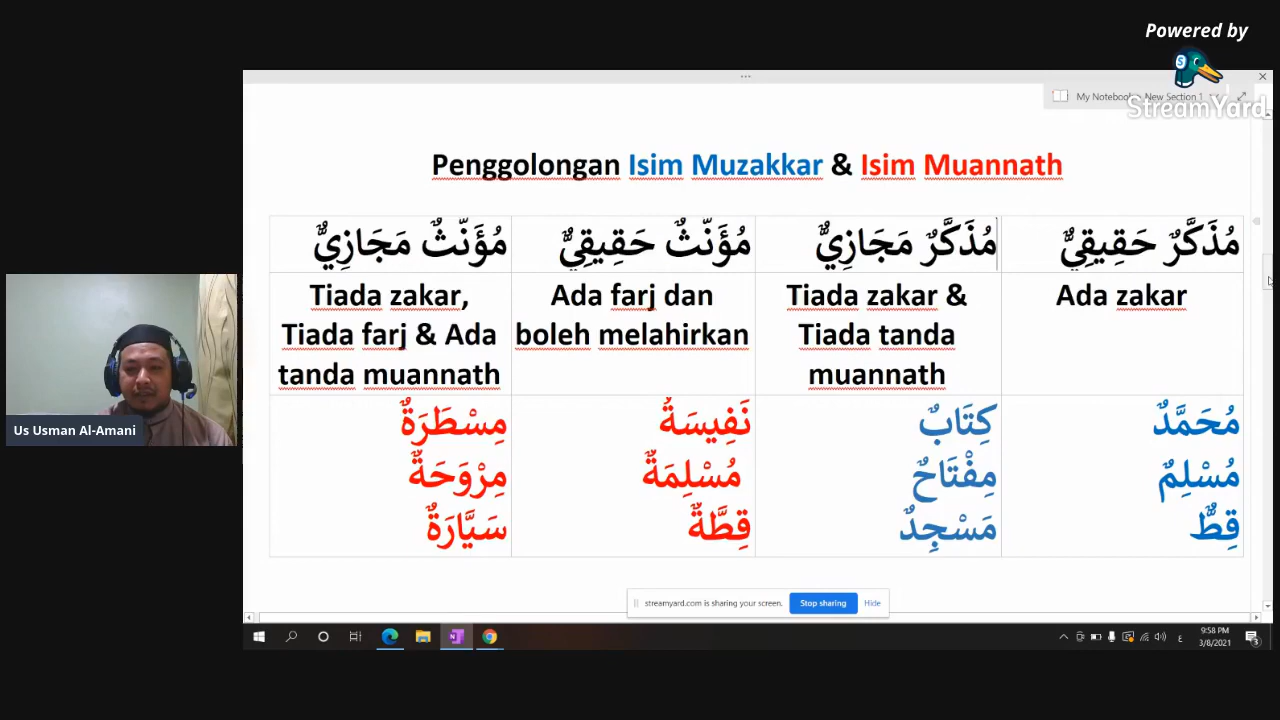 Powered by
StreamYard
My Notebook
New Section 1
Penggolongan Isim Muzakkar & Isim Muannath
مُذَكَّرٌ حَقِيقِيٌّ
مُذَكَّرٌ مَجَازِيٌّ
مُؤَنّثٌ حَقِيقِيٌّ
مُؤَنّثٌ مَجَازِيٌّ
Ada zakar
Tiada zakar &
Tiada tanda
muannath
Ada farj dan
boleh melahirkan
Tiada zakar,
Tiada farj & Ada
tanda muannath
مُحَمَّدٌ
مُسْلِمٌ
قِطٌّ
كِتَابٌ
مِفْتَاحٌ
مَسْجِدٌ
نَفِيسَةٌ
مُسْلِمَةٌ
قِطَّةٌ
مِسْطَرَةٌ
مِرْوَحَةٌ
سَيَّارَةٌ
Us Usman Al-Amani
streamyard.com is sharing your screen.
Stop sharing
Hide
9:58 PM
3/8/2021